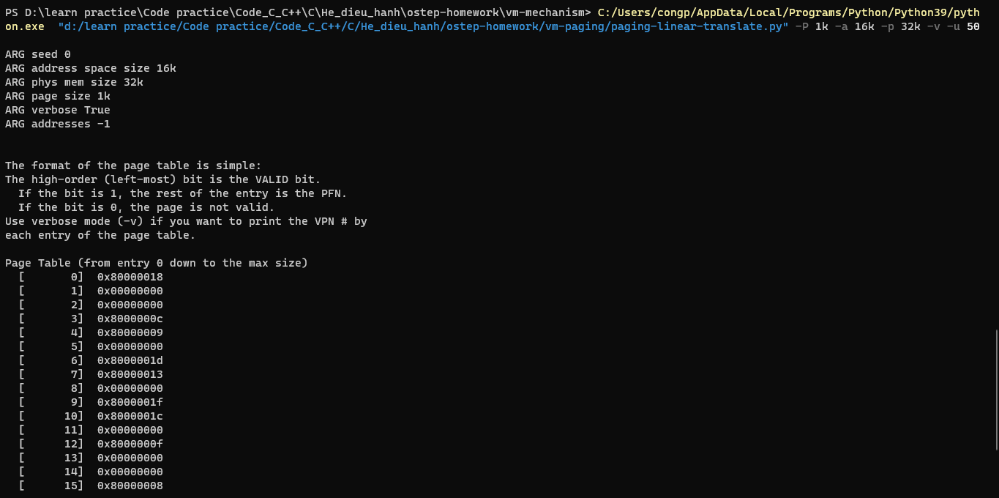 PS D:\learn practice\Code practice\Code_C_C++\C\He_dieu_hanh\ostep-homework\vm-mechanism> C:/Users/congp/AppData/Local/Programs/Python/Python39/pyth
on.exe  "d:/learn practice/Code practice/Code_C_C++/C/He_dieu_hanh/ostep-homework/vm-paging/paging-linear-translate.py" -P 1k -a 16k -p 32k -v -u 50
ARG seed 0
ARG address space size 16k
ARG phys mem size 32k
ARG page size 1k
ARG verbose True
ARG addresses -1
The format of the page table is simple:
The high-order (left-most) bit is the VALID bit.
  If the bit is 1, the rest of the entry is the PFN.
  If the bit is 0, the page is not valid.
Use verbose mode (-v) if you want to print the VPN # by
each entry of the page table.
Page Table (from entry 0 down to the max size)
  [       0]  0x80000018
  [       1]  0x00000000
  [       2]  0x00000000
  [       3]  0x8000000c
  [       4]  0x80000009
  [       5]  0x00000000
  [       6]  0x8000001d
  [       7]  0x80000013
  [       8]  0x00000000
  [       9]  0x8000001f
  [      10]  0x8000001c
  [      11]  0x00000000
  [      12]  0x8000000f
  [      13]  0x00000000
  [      14]  0x00000000
  [      15]  0x80000008